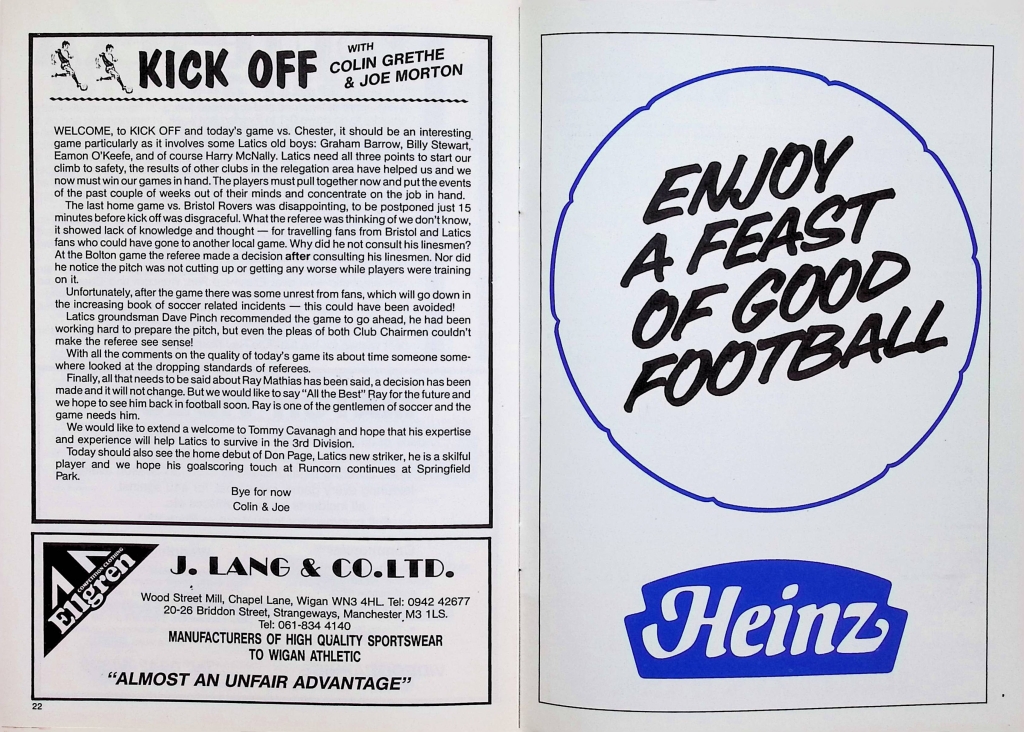 KICK OFF WITH
COLIN GRETHE
& JOE MORTON
WELCOME, to KICK OFF and today's game vs. Chester, it should be an interesting
game particularly as it involves some Latics old boys: Graham Barrow, Billy Stewart,
Eamon O'Keefe, and of course Harry McNally. Latics need all three points to start our
climb to safety, the results of other clubs in the relegation area have helped us and we
now must win our games in hand. The players must pull together now and put the events
of the past couple of weeks out of their minds and concentrate on the job in hand.
The last home game vs. Bristol Rovers was disappointing, to be postponed just 15
minutes before kick off was disgraceful. What the referee was thinking of we don't know,
it showed lack of knowledge and thought — for travelling fans from Bristol and Latics
fans who could have gone to another local game. Why did he not consult his linesmen?
At the Bolton game the referee made a decision after consulting his linesmen. Nor did
he notice the pitch was not cutting up or getting any worse while players were training
on it.
Unfortunately, after the game there was some unrest from fans, which will go down in
the increasing book of soccer related incidents — this could have been avoided!
Latics groundsman Dave Pinch recommended the game to go ahead, he had been
working hard to prepare the pitch, but even the pleas of both Club Chairmen couldn't
make the referee see sense!
With all the comments on the quality of today's game its about time someone some-
where looked at the dropping standards of referees.
Finally, all that needs to be said about Ray Mathias has been said, a decision has been
made and it will not change. But we would like to say "All the Best" Ray for the future and
we hope to see him back in football soon. Ray is one of the gentlemen of soccer and the
game needs him.
We would like to extend a welcome to Tommy Cavanagh and hope that his expertise
and experience will help Latics to survive in the 3rd Division.
Today should also see the home debut of Don Page, Latics new striker, he is a skilful
player and we hope his goalscoring touch at Runcorn continues at Springfield
Park.
Bye for now
Colin & Joe
Ellgren
COMPETITION CLOTHING
J. LANG & CO. LTD.
Wood Street Mill, Chapel Lane, Wigan WN3 4HL. Tel: 0942 42677
20-26 Briddon Street, Strangeways, Manchester M3 1LS.
Tel: 061-834 4140
MANUFACTURERS OF HIGH QUALITY SPORTSWEAR
TO WIGAN ATHLETIC
"ALMOST AN UNFAIR ADVANTAGE"
22
ENJOY
A FEAST
OF GOOD
FOOTBALL
Heinz